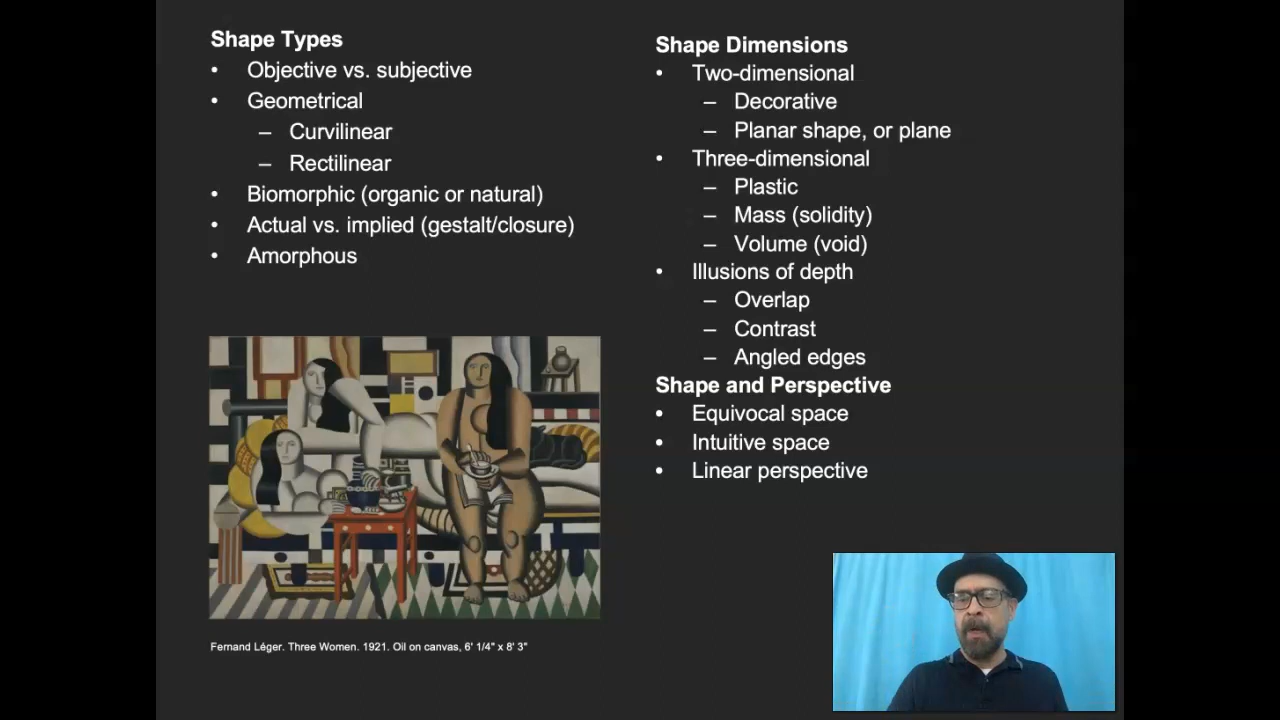 Shape Types
• Objective vs. subjective
• Geometrical
– Curvilinear
– Rectilinear
• Biomorphic (organic or natural)
• Actual vs. implied (gestalt/closure)
• Amorphous
Fernand Léger. Three Women. 1921. Oil on canvas, 6' 1/4" x 8' 3"
Shape Dimensions
• Two-dimensional
– Decorative
– Planar shape, or plane
• Three-dimensional
– Plastic
– Mass (solidity)
– Volume (void)
• Illusions of depth
– Overlap
– Contrast
– Angled edges
Shape and Perspective
• Equivocal space
• Intuitive space
• Linear perspective